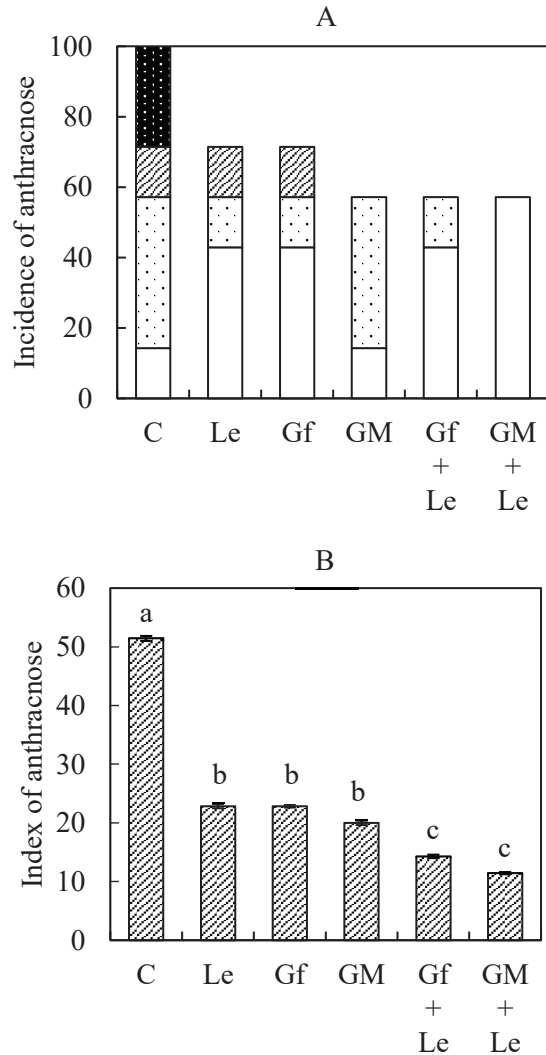 A
Incidence of anthracnose
100
80
60
40
20
0
C Le Gf GM Gf + Le GM + Le
B
Index of anthracnose
60
50
40
30
20
10
0
a
b b b
c c
C Le Gf GM Gf + Le GM + Le